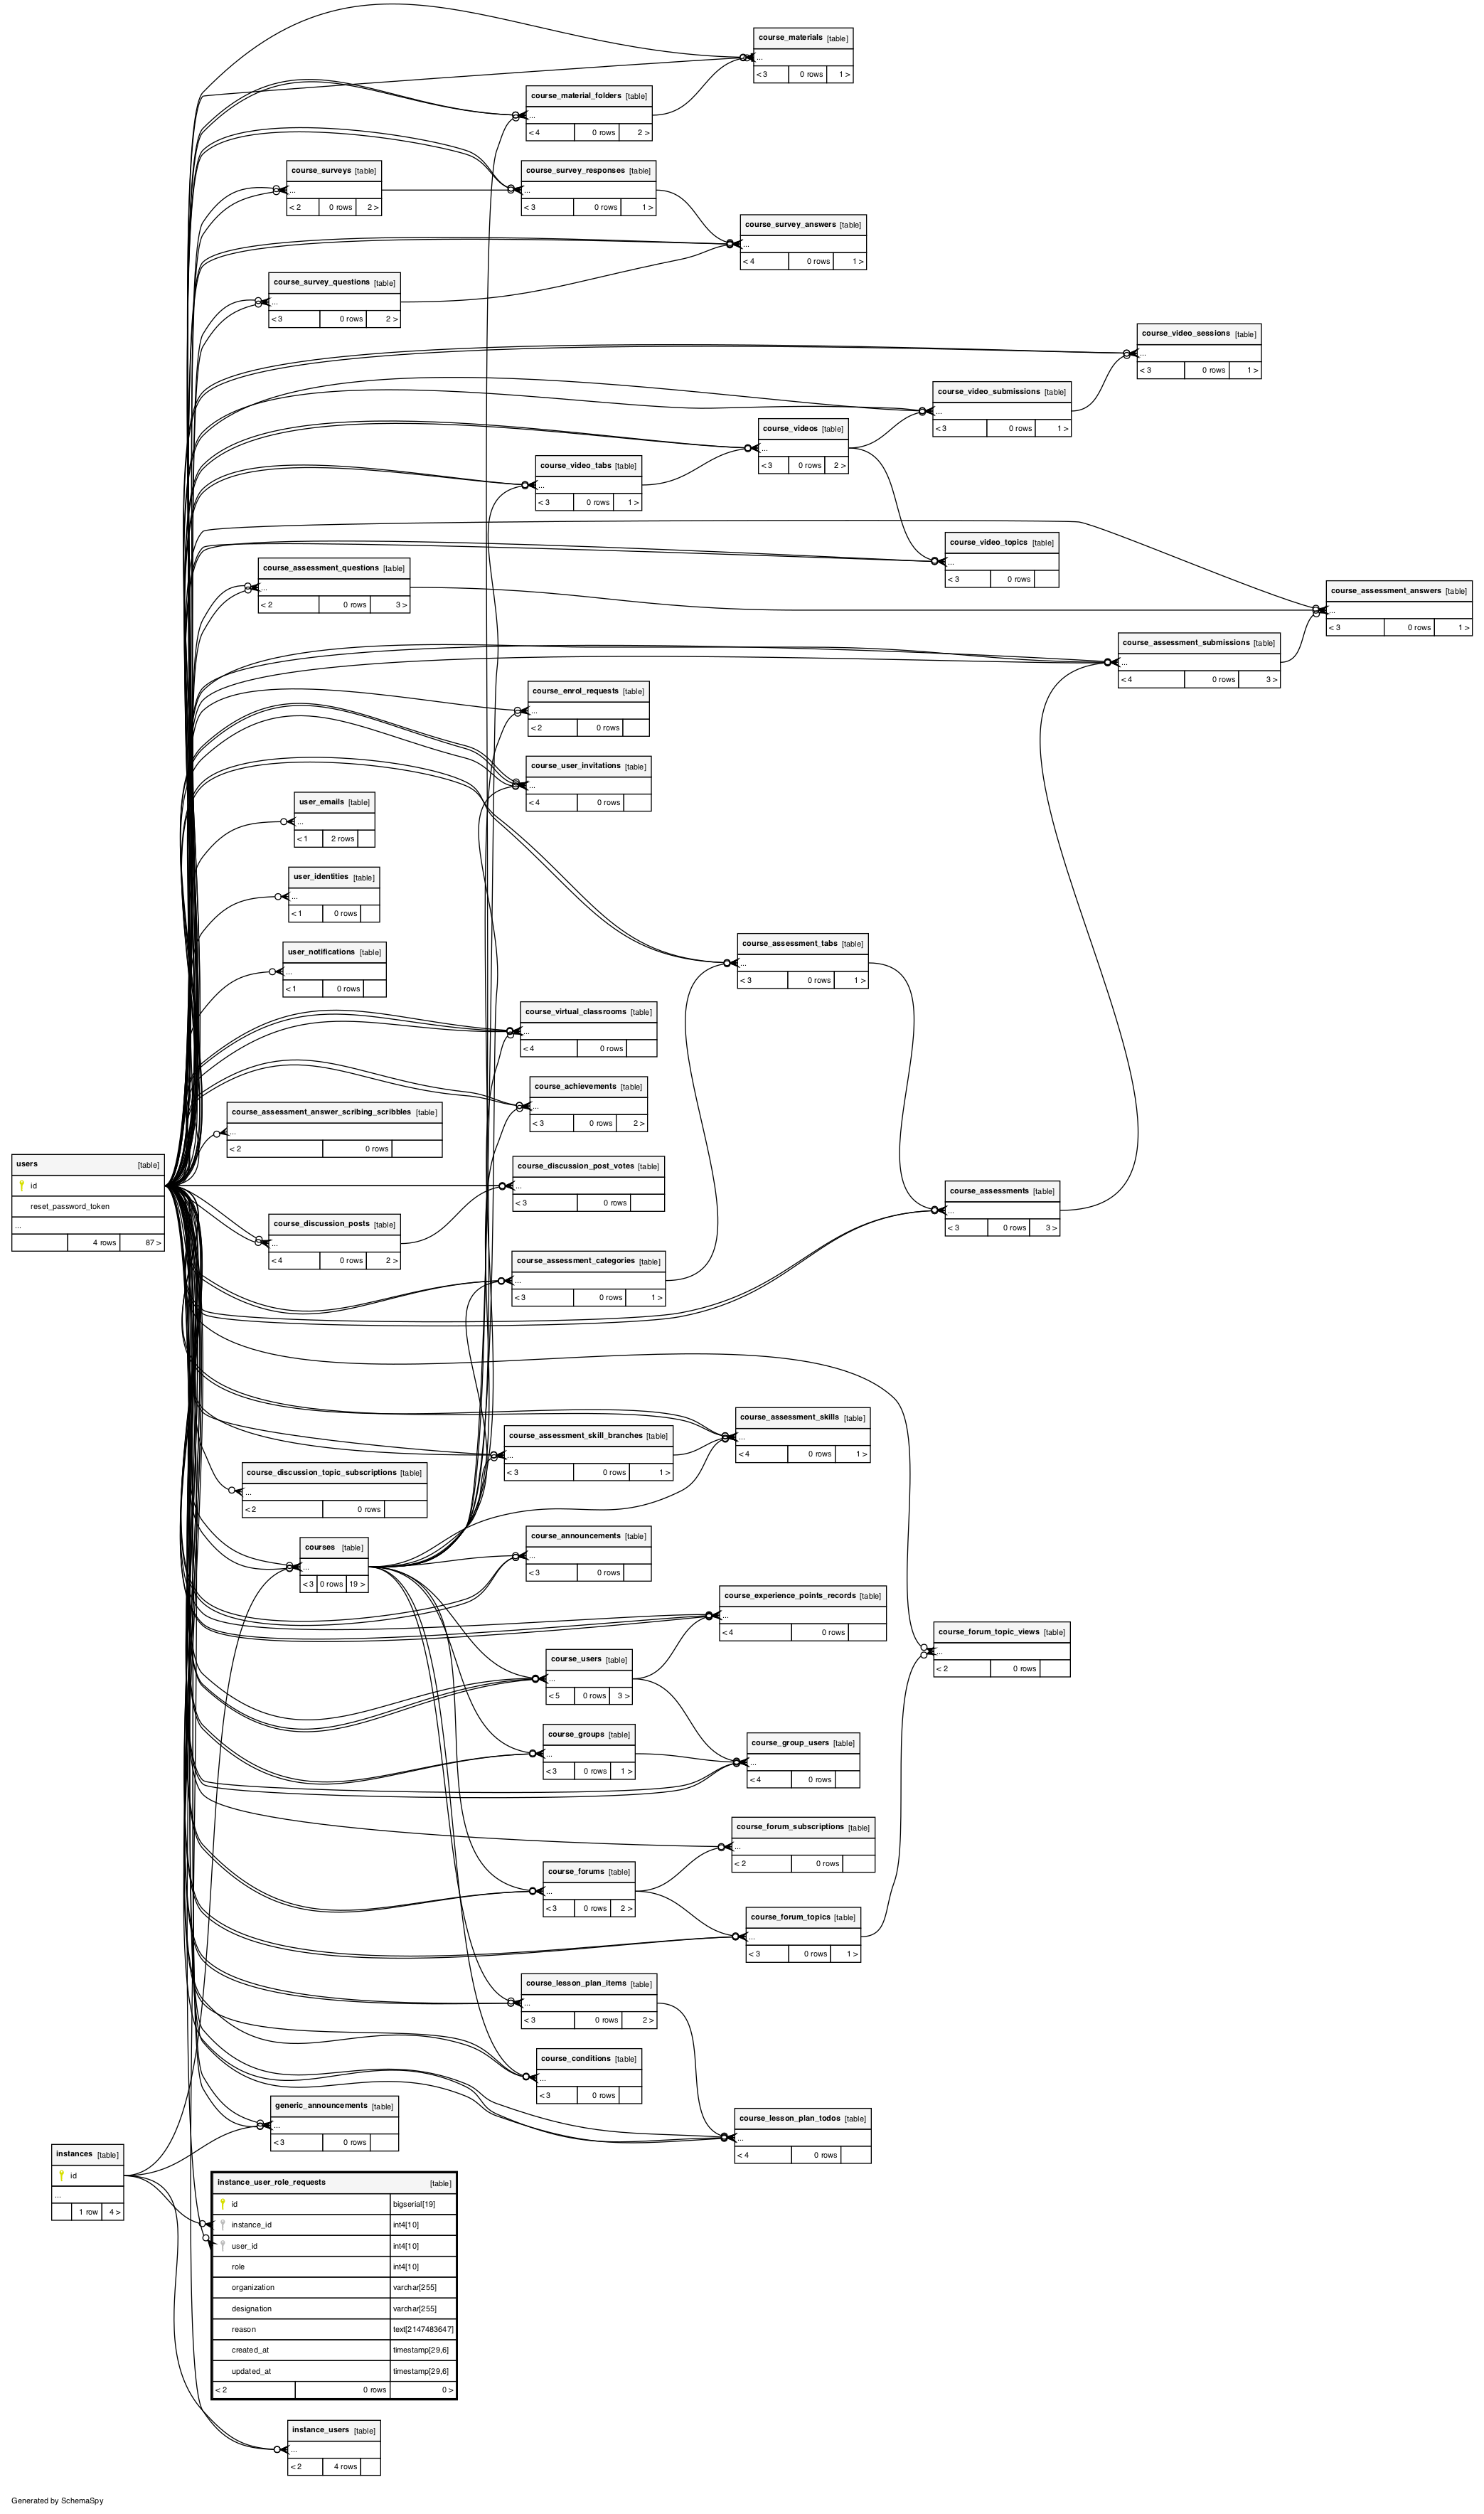 course_materials [table]
...
< 3 0 rows 1 >
course_material_folders [table]
...
< 4 0 rows 2 >
course_surveys [table]
...
< 2 0 rows 2 >
course_survey_responses [table]
...
< 3 0 rows 1 >
course_survey_answers [table]
...
< 4 0 rows 1 >
course_survey_questions [table]
...
< 3 0 rows 2 >
course_video_sessions [table]
...
< 3 0 rows 1 >
course_video_submissions [table]
...
< 3 0 rows 1 >
course_videos [table]
...
< 3 0 rows 2 >
course_video_tabs [table]
...
< 3 0 rows 1 >
course_video_topics [table]
...
< 3 0 rows
course_assessment_questions [table]
...
< 2 0 rows 3 >
course_assessment_answers [table]
...
< 3 0 rows 1 >
course_assessment_submissions [table]
...
< 4 0 rows 3 >
course_enrol_requests [table]
...
< 2 0 rows
course_user_invitations [table]
...
< 4 0 rows
user_emails [table]
...
< 1 2 rows
user_identities [table]
...
< 1 0 rows
user_notifications [table]
...
< 1 0 rows
course_assessment_tabs [table]
...
< 3 0 rows 1 >
course_virtual_classrooms [table]
...
< 4 0 rows
course_achievements [table]
...
< 3 0 rows 2 >
course_assessment_answer_scribing_scribbles [table]
...
< 2 0 rows
users [table]
id
reset_password_token
...
4 rows 87 >
course_discussion_post_votes [table]
...
< 3 0 rows
course_discussion_posts [table]
...
< 4 0 rows 2 >
course_assessments [table]
...
< 3 0 rows 3 >
course_assessment_categories [table]
...
< 3 0 rows 1 >
course_assessment_skills [table]
...
< 4 0 rows 1 >
course_assessment_skill_branches [table]
...
< 3 0 rows 1 >
course_discussion_topic_subscriptions [table]
...
< 2 0 rows
courses [table]
...
< 3 0 rows 19 >
course_announcements [table]
...
< 3 0 rows
course_experience_points_records [table]
...
< 4 0 rows
course_forum_topic_views [table]
...
< 2 0 rows
course_users [table]
...
< 5 0 rows 3 >
course_groups [table]
...
< 3 0 rows 1 >
course_group_users [table]
...
< 4 0 rows
course_forum_subscriptions [table]
...
< 2 0 rows
course_forums [table]
...
< 3 0 rows 2 >
course_forum_topics [table]
...
< 3 0 rows 1 >
course_lesson_plan_items [table]
...
< 3 0 rows 2 >
course_conditions [table]
...
< 3 0 rows
generic_announcements [table]
...
< 3 0 rows
course_lesson_plan_todos [table]
...
< 4 0 rows
instances [table]
id
...
1 row 4 >
instance_user_role_requests [table]
id bigserial[19]
instance_id int4[10]
user_id int4[10]
role int4[10]
organization varchar[255]
designation varchar[255]
reason text[2147483647]
created_at timestamp[29,6]
updated_at timestamp[29,6]
< 2 0 rows 0 >
instance_users [table]
...
< 2 4 rows
Generated by SchemaSpy